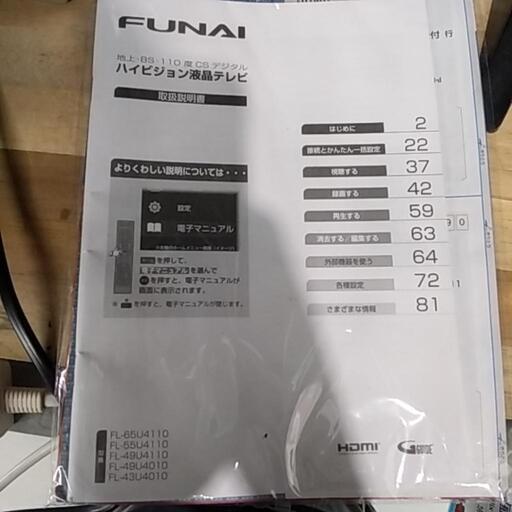 FUNAI
地上・BS・110度CSデジタル
ハイビジョン液晶テレビ
取扱説明書
はじめに 2
接続とかんたん一括設定 22
視聴する 37
録画する 42
再生する 59
消去する/編集する 63
外部機器を使う 64
各種設定 72
さまざまな情報 81
よりくわしい説明については・・・
設定
電子マニュアル
を押して、
電子マニュアルを選んで
を押すと、電子マニュアルが
画面に表示されます。
※ を押すと、電子マニュアルが閉じます。
FL-65U4110
FL-55U4110
FL-49U4110
FL-49U4010
FL-43U4010
HDMI
G GUIDE
付行
90